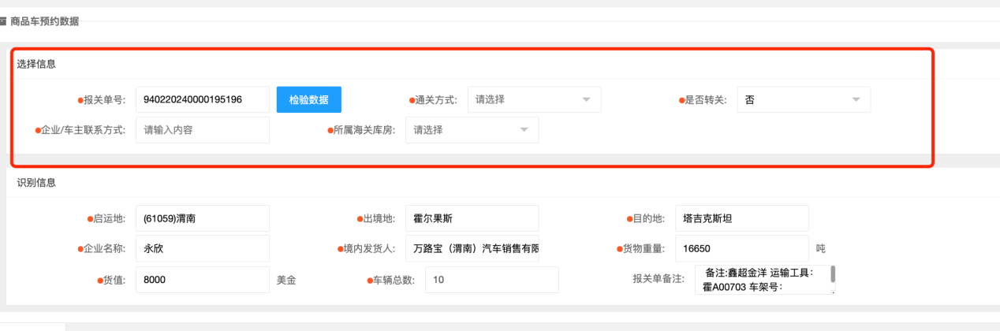 商品车预约数据
选择信息
报关单号: 940220240000195196 检验数据 通关方式: 请选择 是否转关: 否
企业/车主联系方式: 请输入内容 所属海关库房: 请选择
识别信息
启运地: (61059)渭南 出境地: 霍尔果斯 目的地: 塔吉克斯坦
企业名称: 永欣 境内发货人: 万路宝（渭南）汽车销售有限 货物重量: 16650 吨
货值: 8000 美金 车辆总数: 10 报关单备注: 备注:鑫超金洋 运输工具:
霍A00703 车架号: